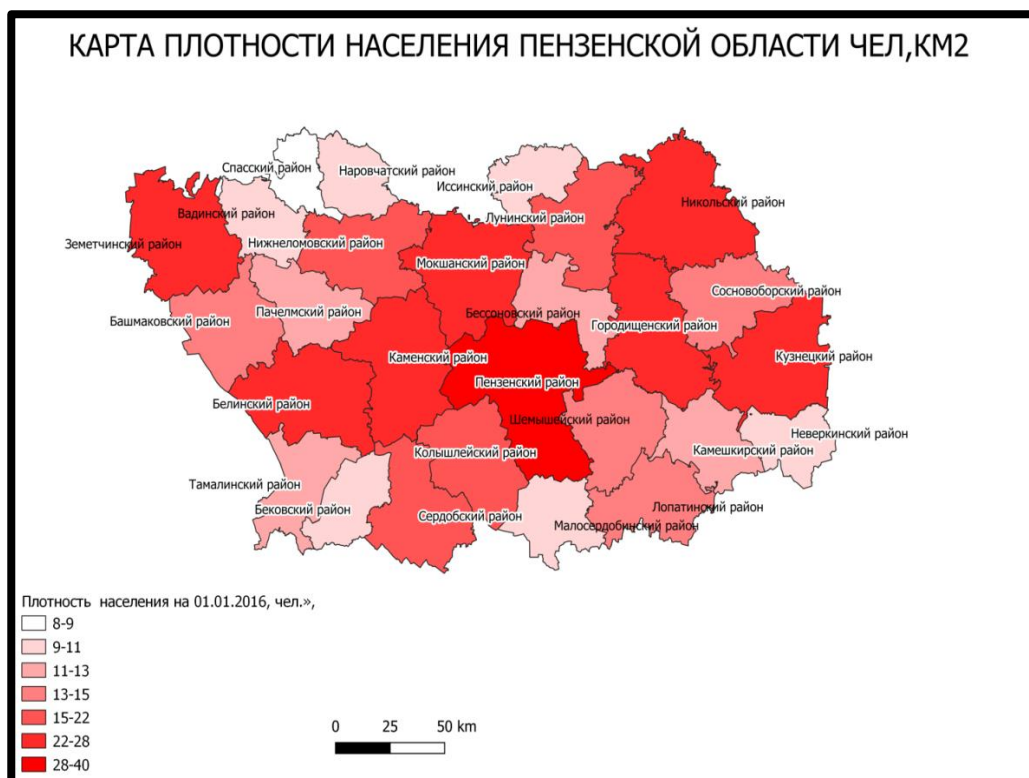 КАРТА ПЛОТНОСТИ НАСЕЛЕНИЯ ПЕНЗЕНСКОЙ ОБЛАСТИ ЧЕЛ,КМ2
Спасский район
Наровчатский район
Иссинский район
Никольский район
Вадинский район
Лунинский район
Земетчинский район
Нижнеломовский район
Мокшанский район
Сосновоборский район
Башмаковский район
Пачелмский район
Бессоновский район
Городищенский район
Каменский район
Кузнецкий район
Пензенский район
Белинский район
Шемышейский район
Неверкинский район
Колышлейский район
Камешкирский район
Тамалинский район
Бековский район
Сердобский район
Лопатинский район
Малосердобинский район
Плотность населения на 01.01.2016, чел.»,
8-9
9-11
11-13
13-15
15-22
22-28
28-40
0 25 50 km